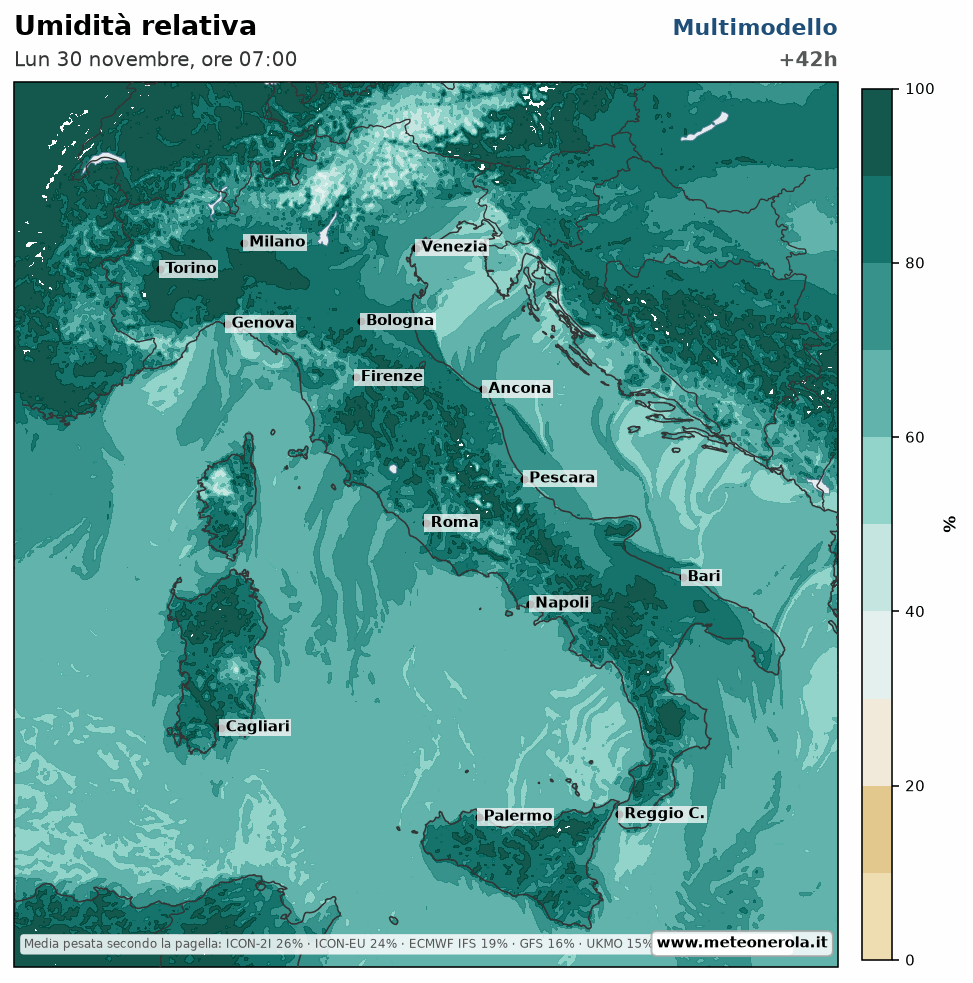 Umidità relativa
Multimodello
Lun 30 novembre, ore 07:00
+42h
100
80
60
40
20
0
%
Milano
Venezia
Torino
Genova
Bologna
Firenze
Ancona
Pescara
Roma
Bari
Napoli
Cagliari
Palermo
Reggio C.
Media pesata secondo la pagella: ICON-2I 26% · ICON-EU 24% · ECMWF IFS 19% · GFS 16% · UKMO 15%
www.meteonerola.it